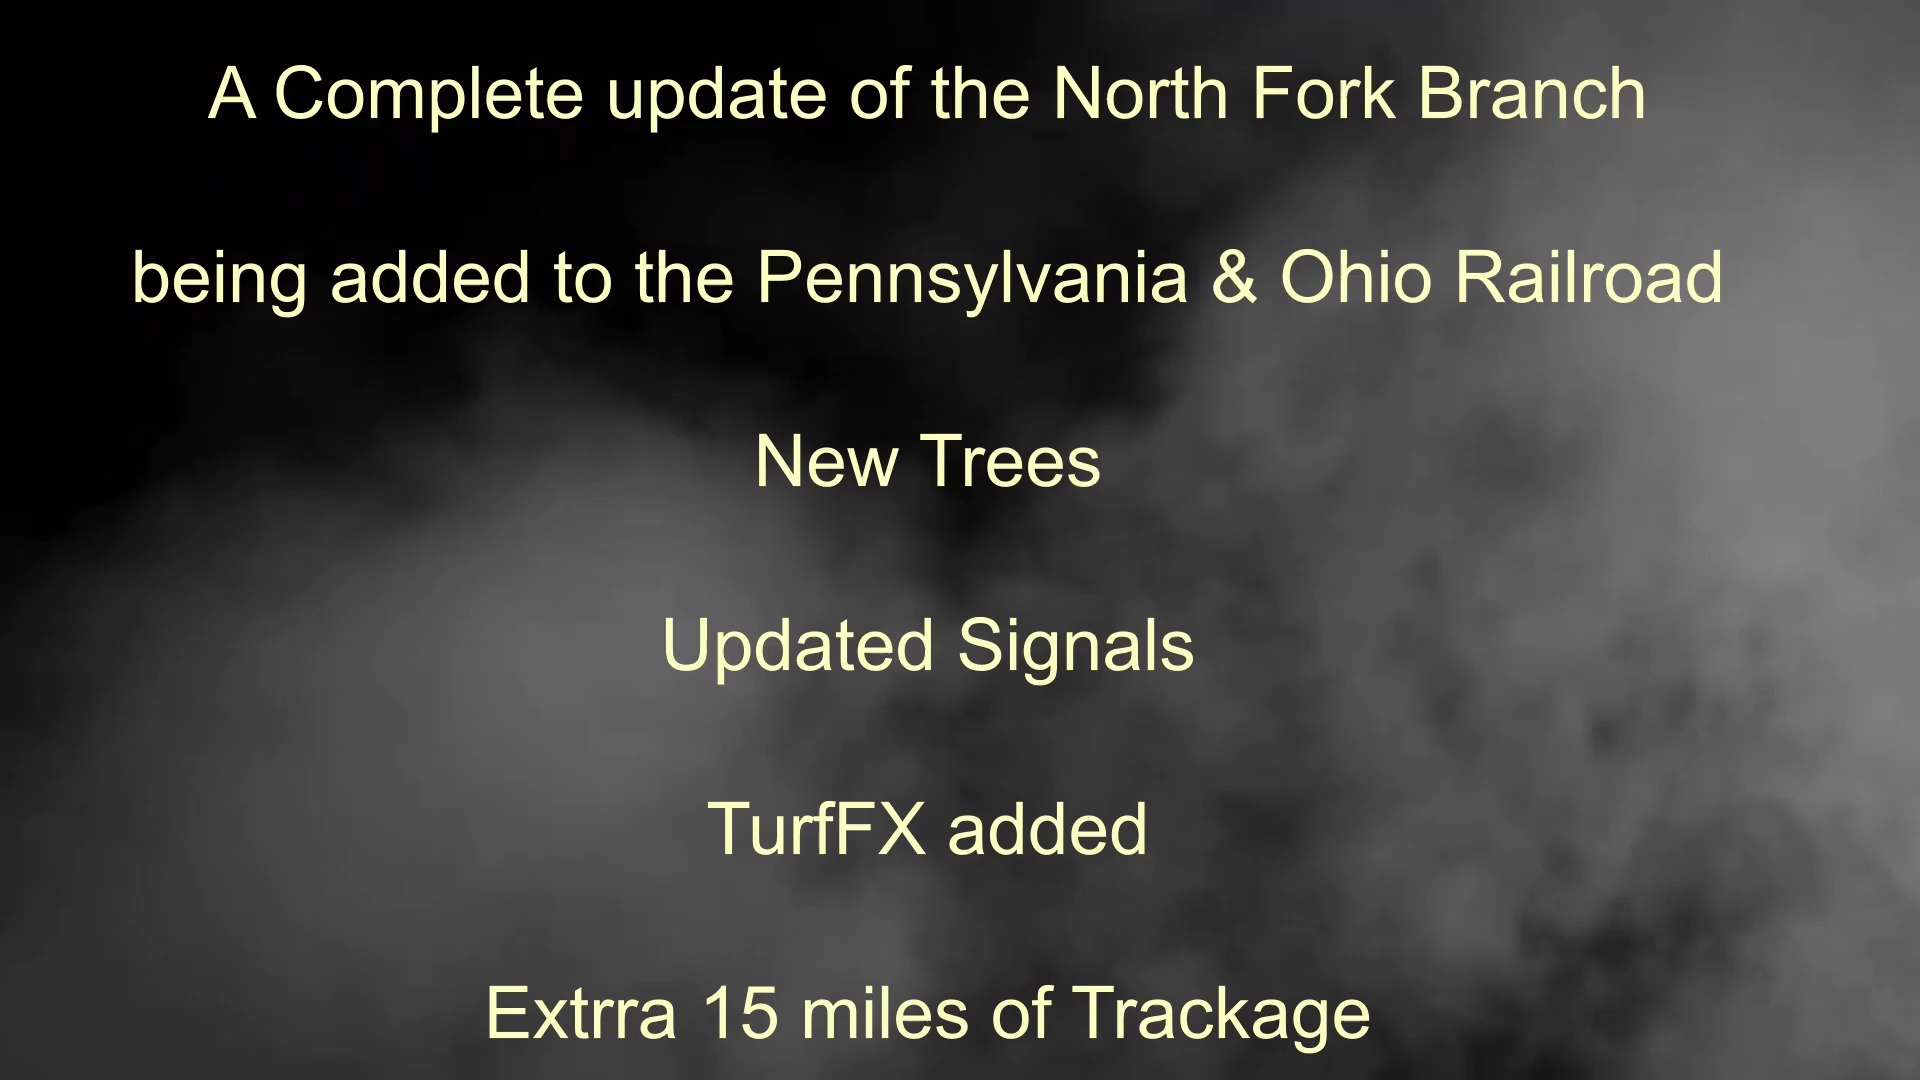 A Complete update of the North Fork Branch
being added to the Pennsylvania & Ohio Railroad
New Trees
Updated Signals
TurfFX added
Extrra 15 miles of Trackage